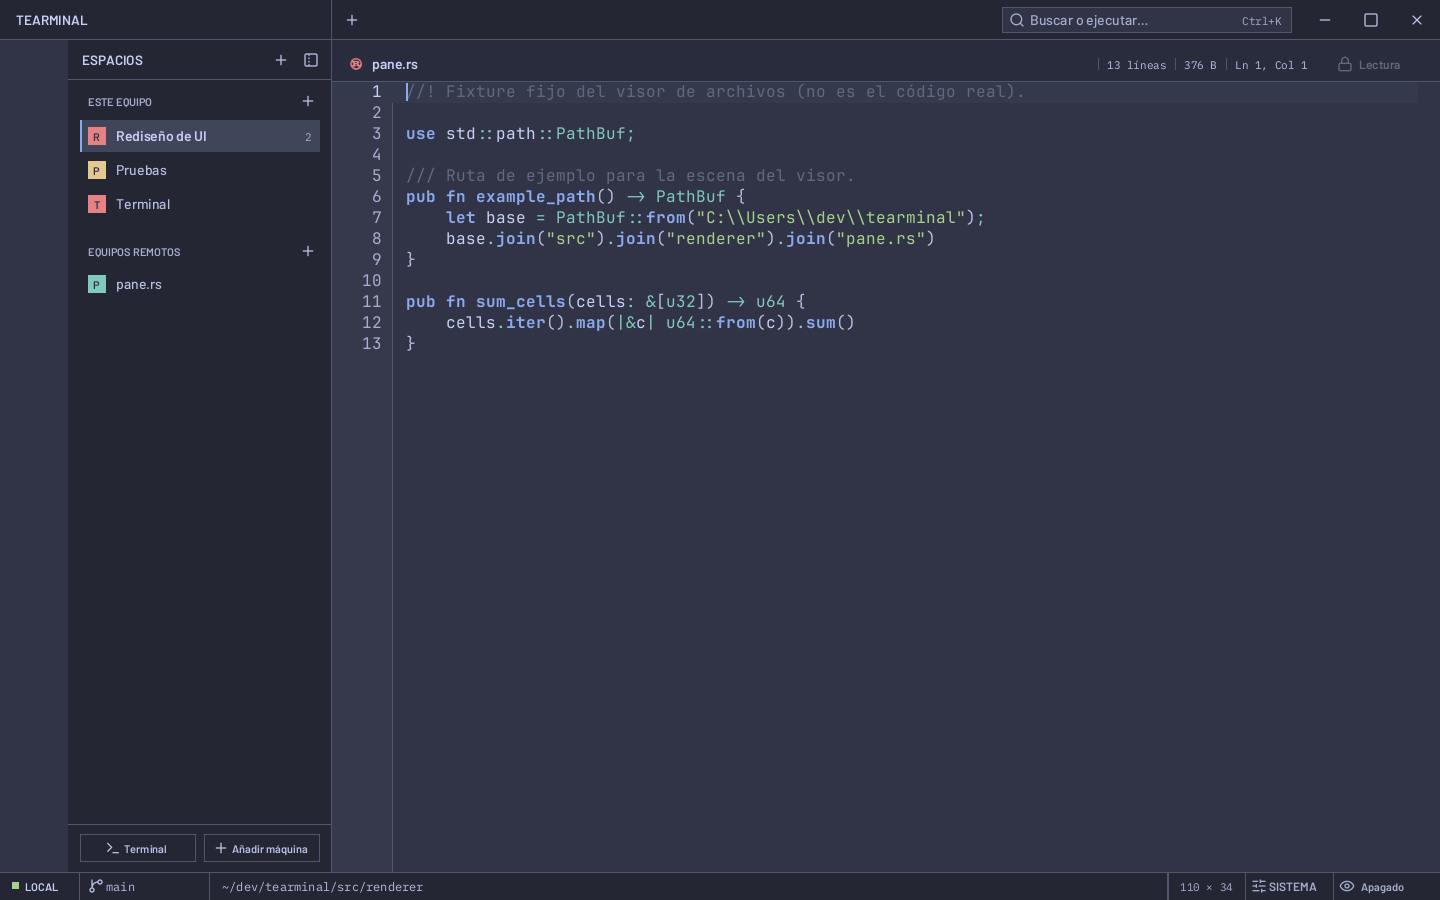 TEARMINAL
Buscar o ejecutar...
Ctrl+K
ESPACIOS
ESTE EQUIPO
R Rediseño de UI 2
P Pruebas
T Terminal
EQUIPOS REMOTOS
P pane.rs
Terminal
Añadir máquina
pane.rs
13 líneas
376 B
Ln 1, Col 1
Lectura
1 //! Fixture fijo del visor de archivos (no es el código real).
2
3 use std::path::PathBuf;
4
5 /// Ruta de ejemplo para la escena del visor.
6 pub fn example_path() -> PathBuf {
7     let base = PathBuf::from("C:\\Users\\dev\\tearminal");
8     base.join("src").join("renderer").join("pane.rs")
9 }
10
11 pub fn sum_cells(cells: &[u32]) -> u64 {
12     cells.iter().map(|&c| u64::from(c)).sum()
13 }
LOCAL
main
~/dev/tearminal/src/renderer
110 × 34
SISTEMA
Apagado